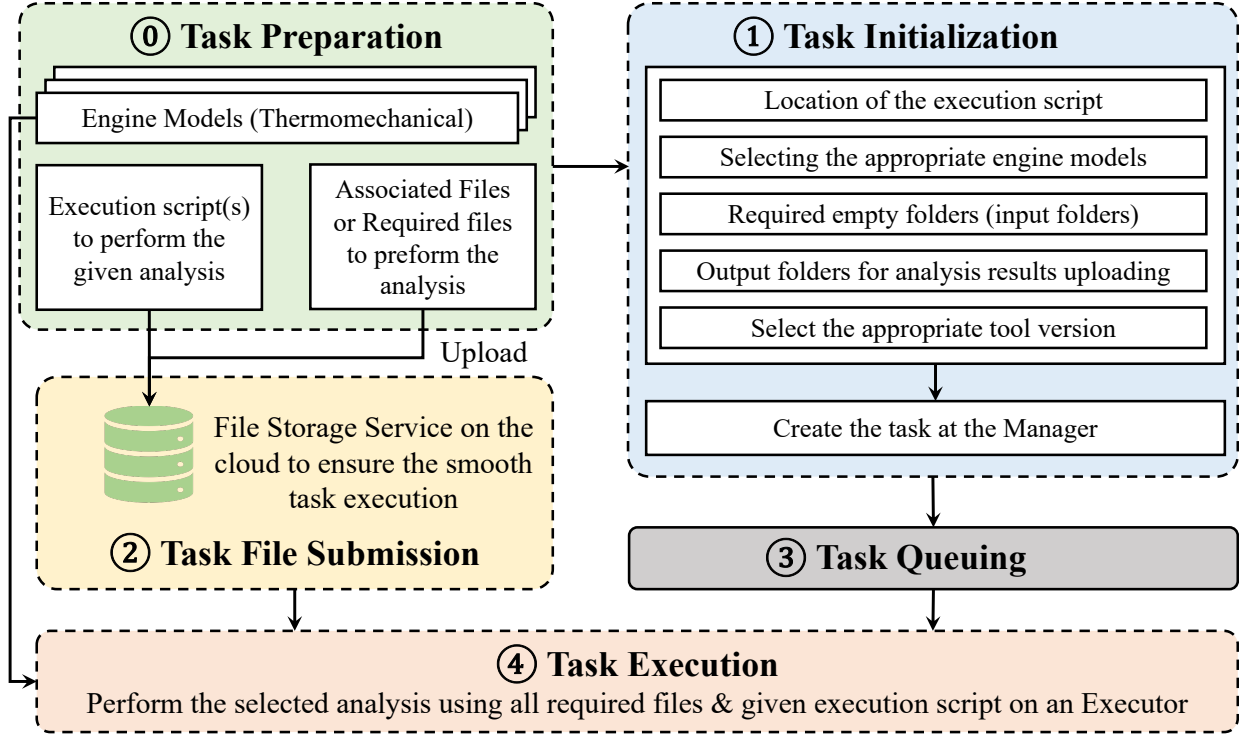 ⓪ Task Preparation
Engine Models (Thermomechanical)
Execution script(s)
to perform the
given analysis
Associated Files
or Required files
to preform the
analysis
Upload
① Task Initialization
Location of the execution script
Selecting the appropriate engine models
Required empty folders (input folders)
Output folders for analysis results uploading
Select the appropriate tool version
Create the task at the Manager
File Storage Service on the
cloud to ensure the smooth
task execution
② Task File Submission
③ Task Queuing
④ Task Execution
Perform the selected analysis using all required files & given execution script on an Executor